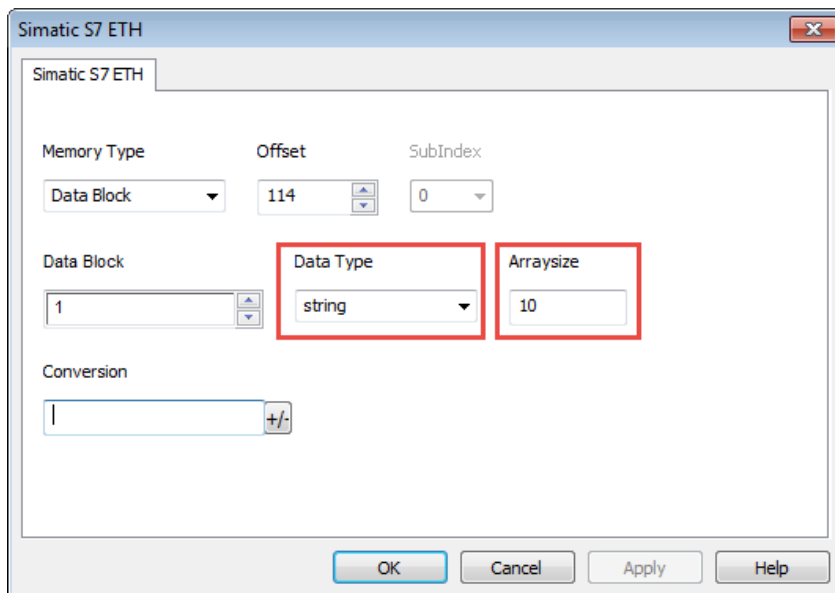 Simatic S7 ETH
Simatic S7 ETH
Memory Type Offset SubIndex
Data Block 114 0
Data Block Data Type Arraysize
1 string 10
Conversion
+/-
OK Cancel Apply Help